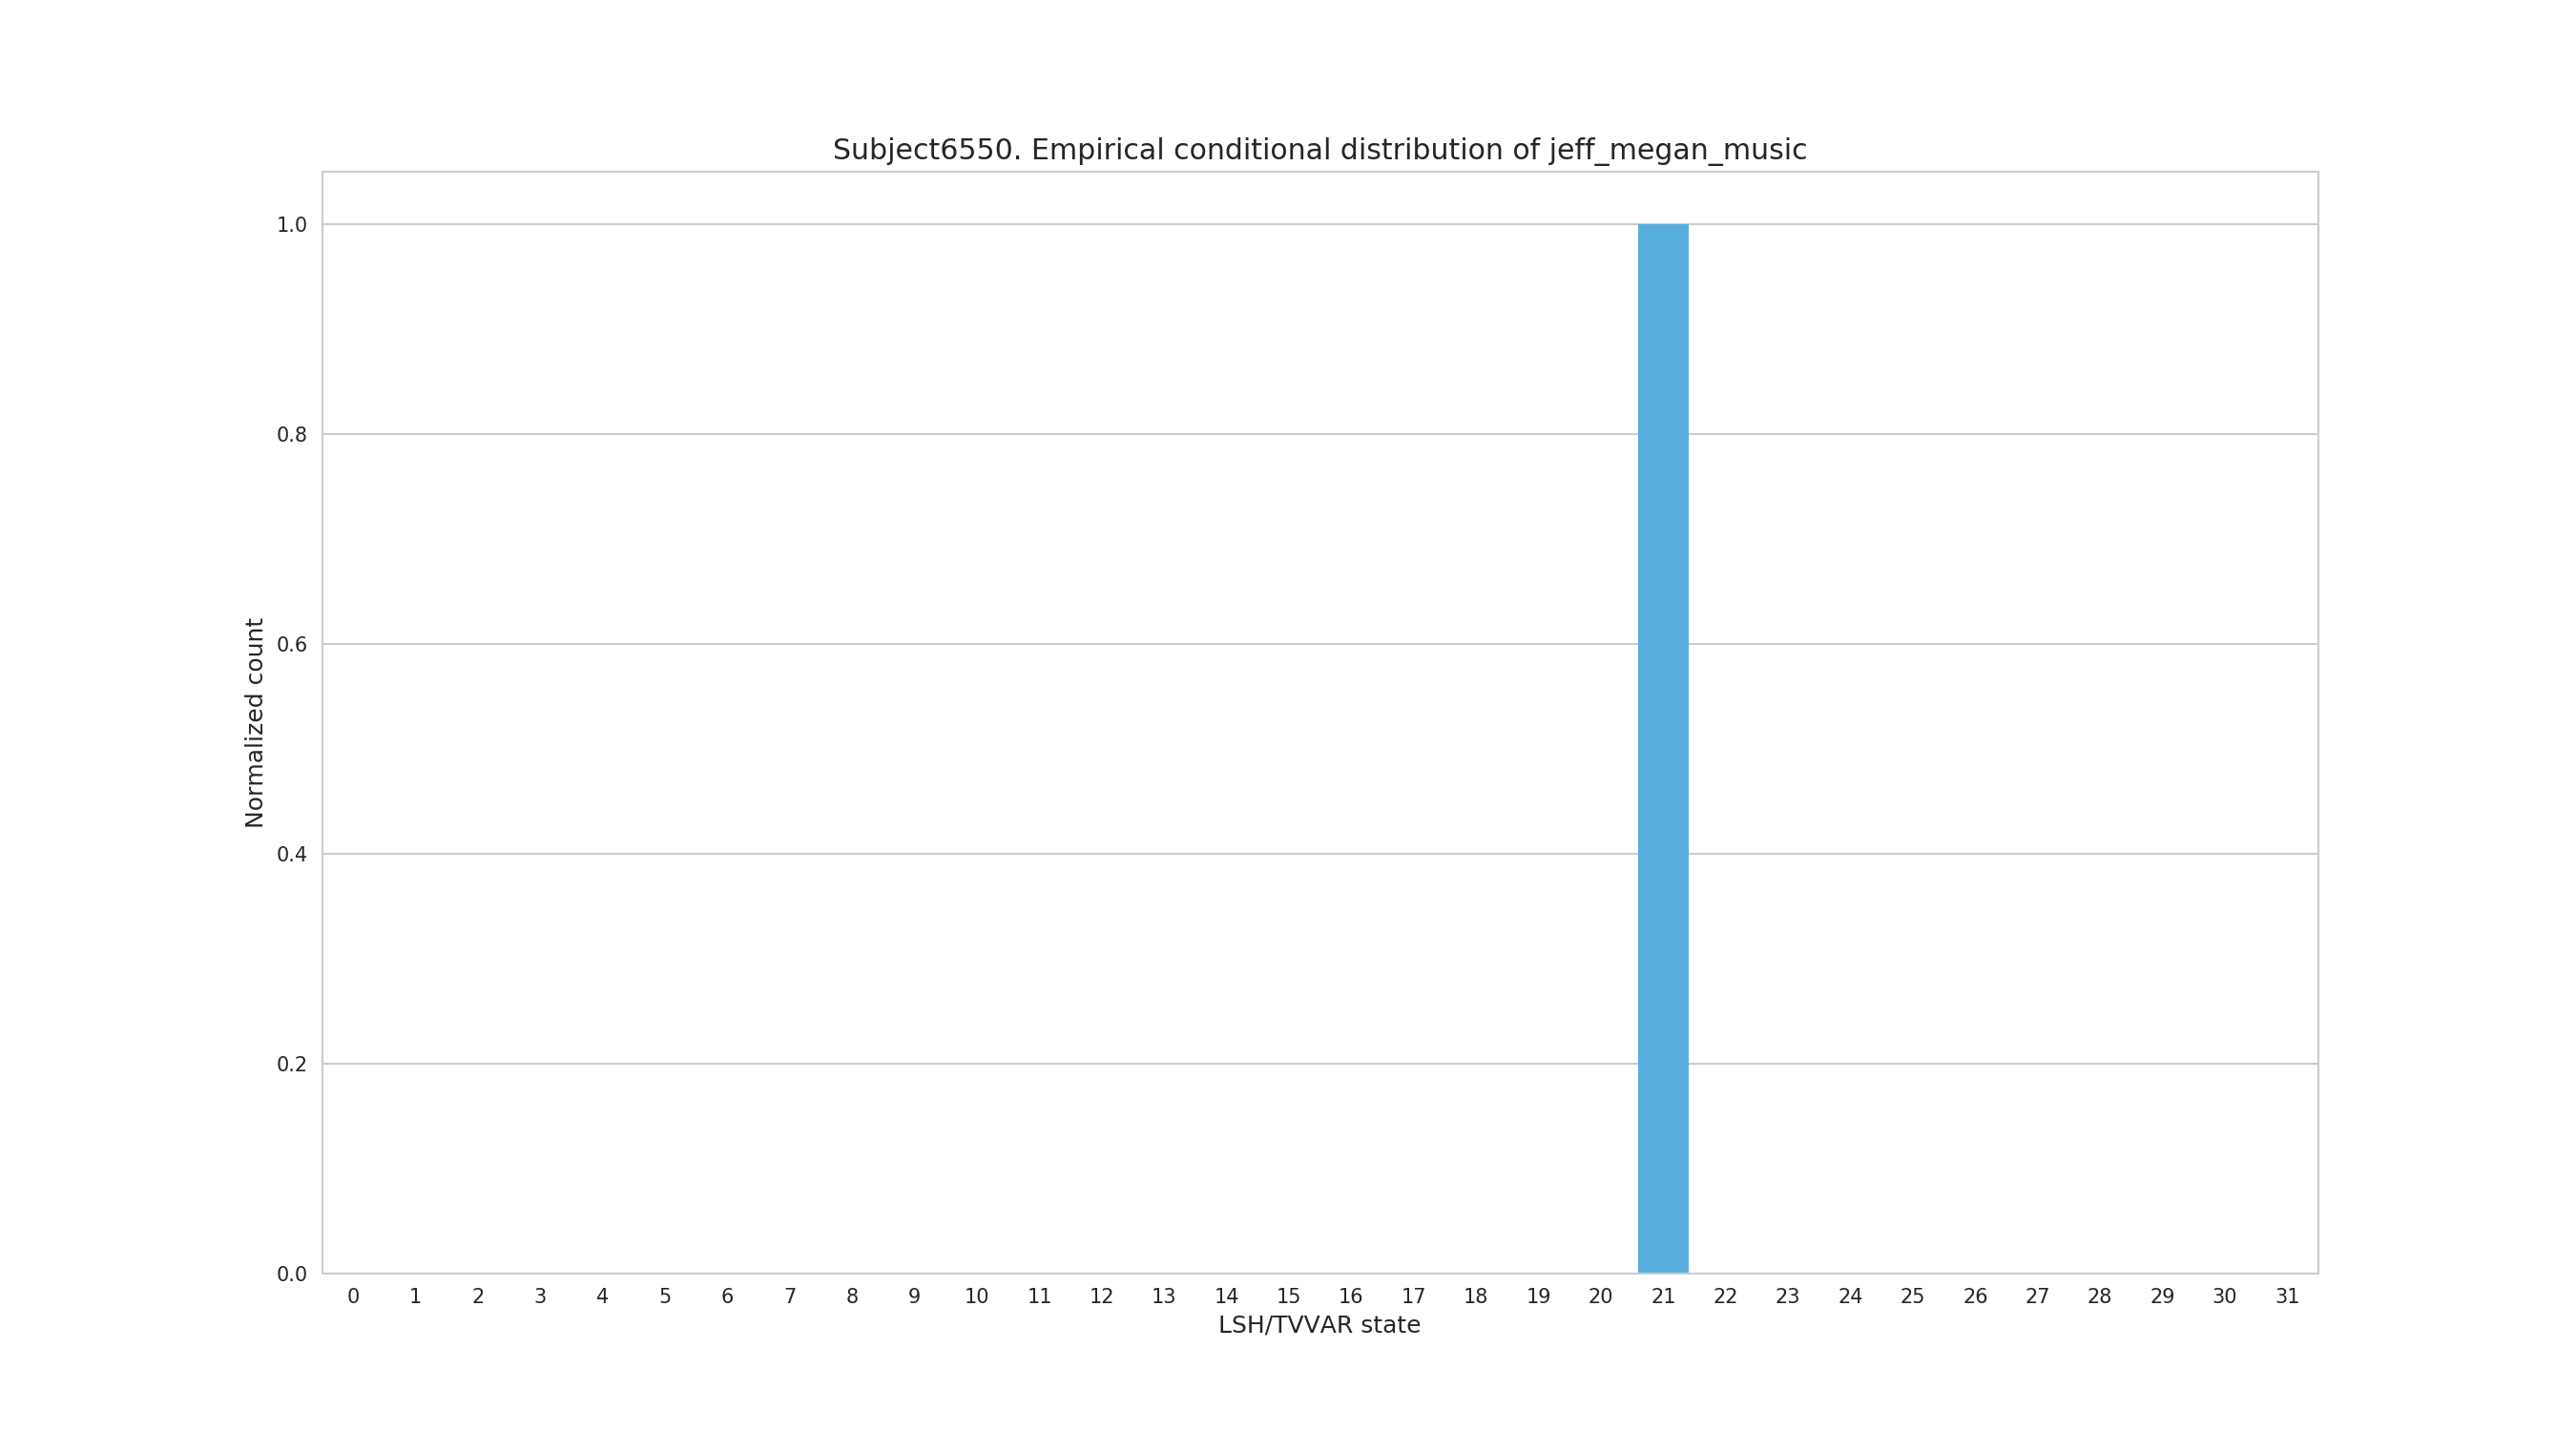 Subject6550. Empirical conditional distribution of jeff_megan_music
1.0
0.8
0.6
0.4
0.2
0.0
Normalized count
0 1 2 3 4 5 6 7 8 9 10 11 12 13 14 15 16 17 18 19 20 21 22 23 24 25 26 27 28 29 30 31
LSH/TVVAR state